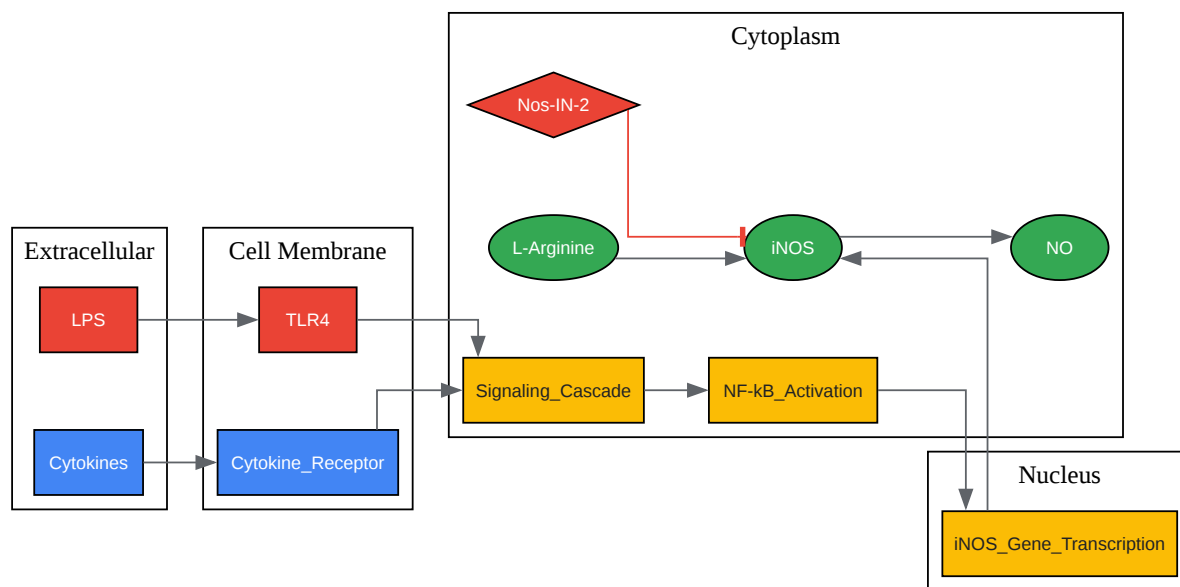 Cytoplasm
Nos-IN-2
Extracellular
Cell Membrane
L-Arginine
iNOS
NO
LPS
TLR4
Signaling_Cascade
NF-kB_Activation
Cytokines
Cytokine_Receptor
Nucleus
iNOS_Gene_Transcription